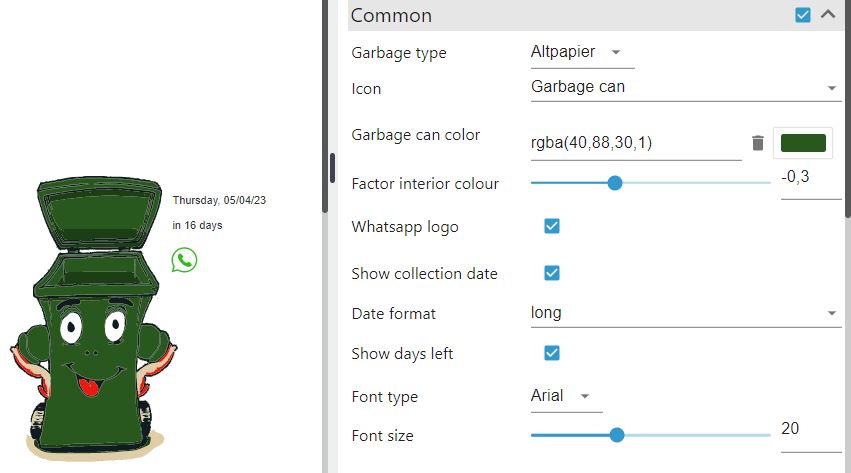 Common
Garbage type Altpapier
Icon Garbage can
Garbage can color rgba(40,88,30,1)
Factor interior colour -0,3
Whatsapp logo
Show collection date
Date format long
Show days left
Font type Arial
Font size 20
Thursday, 05/04/23
in 16 days